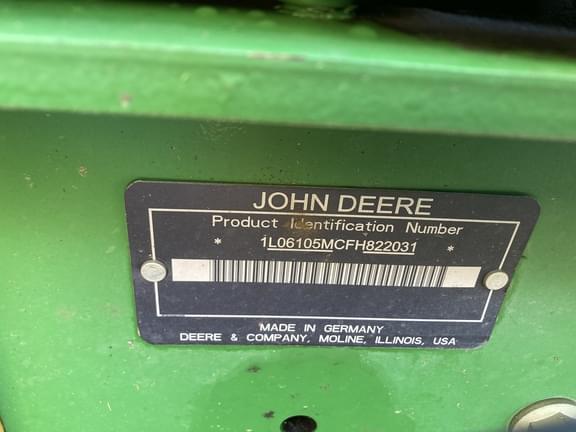 JOHN DEERE
Product Identification Number
* 1L06105MCFH822031 *
MADE IN GERMANY
DEERE & COMPANY, MOLINE, ILLINOIS, USA